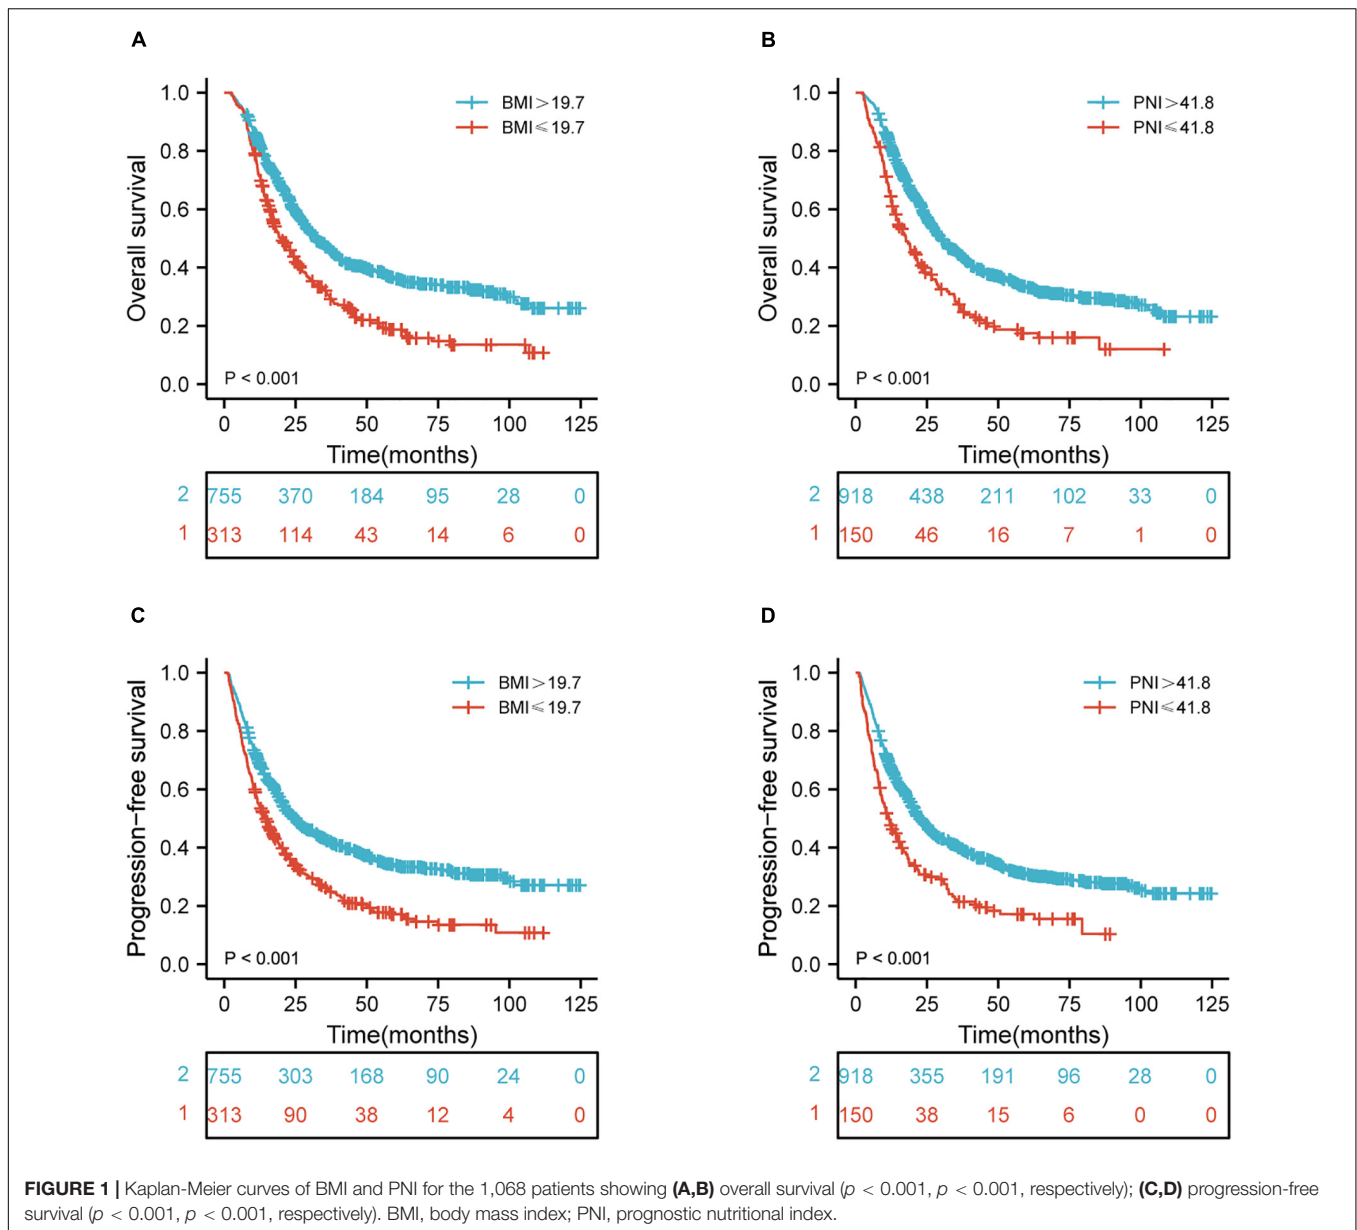 A
1.0
0.8
0.6
0.4
0.2
0.0
Overall survival
BMI＞19.7
BMI≤19.7
P < 0.001
0 25 50 75 100 125
Time(months)
2 755 370 184 95 28 0
1 313 114 43 14 6 0
B
1.0
0.8
0.6
0.4
0.2
0.0
Overall survival
PNI＞41.8
PNI≤41.8
P < 0.001
0 25 50 75 100 125
Time(months)
2 918 438 211 102 33 0
1 150 46 16 7 1 0
C
1.0
0.8
0.6
0.4
0.2
0.0
Progression−free survival
BMI＞19.7
BMI≤19.7
P < 0.001
0 25 50 75 100 125
Time(months)
2 755 303 168 90 24 0
1 313 90 38 12 4 0
D
1.0
0.8
0.6
0.4
0.2
0.0
Progression−free survival
PNI＞41.8
PNI≤41.8
P < 0.001
0 25 50 75 100 125
Time(months)
2 918 355 191 96 28 0
1 150 38 15 6 0 0
FIGURE 1 | Kaplan-Meier curves of BMI and PNI for the 1,068 patients showing (A,B) overall survival (p < 0.001, p < 0.001, respectively); (C,D) progression-free
survival (p < 0.001, p < 0.001, respectively). BMI, body mass index; PNI, prognostic nutritional index.